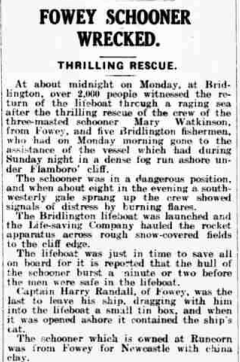 FOWEY SCHOONER
WRECKED.
THRILLING RESCUE.
At about midnight on Monday, at Brid-
lington, over 2,000 people witnessed the re-
turn of the lifeboat through a raging sea
after the thrilling rescue of the crew of the
three-masted schooner Mary Watkinson,
from Fowey, and five Bridlington fishermen,
who had on Monday morning gone to the
assistance of the vessel which had during
Sunday night in a dense fog run ashore un-
der Flamboro' cliff.
The schooner was in a dangerous position,
and when about eight in the evening a south-
westerly gale sprang up the crew showed
signals of distress by burning flares.
The Bridlington lifeboat was launched and
the Life-saving Company hauled the rocket
apparatus across rough snow-covered fields
to the cliff edge.
The lifeboat was just in time to save all
on board for it is reported that the hull of
the schooner burst a minute or two before
the men were safe in the lifeboat.
Captain Harry Randall, of Fowey, was the
last to leave his ship, dragging with him
into the lifeboat a small tin box, and when
it was opened ashore it contained the ship's
cat.
The schooner which is owned at Runcorn
was from Fowey for Newcastle with china
clay.